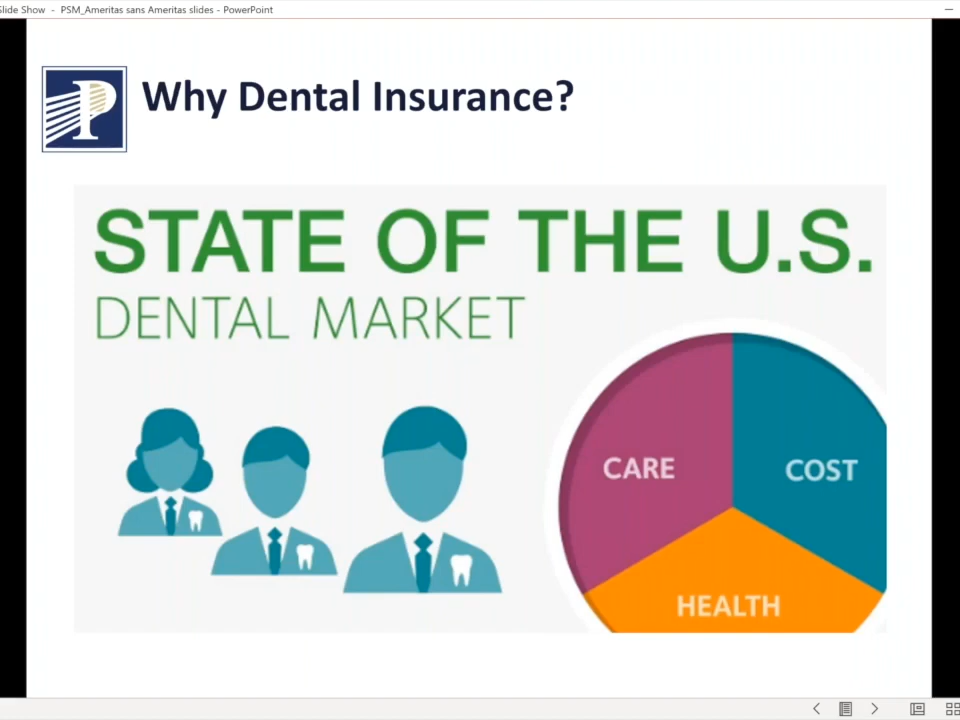 Slide Show - PSM_Ameritas sans Ameritas slides - PowerPoint
P
Why Dental Insurance?
STATE OF THE U.S.
DENTAL MARKET
CARE
COST
HEALTH